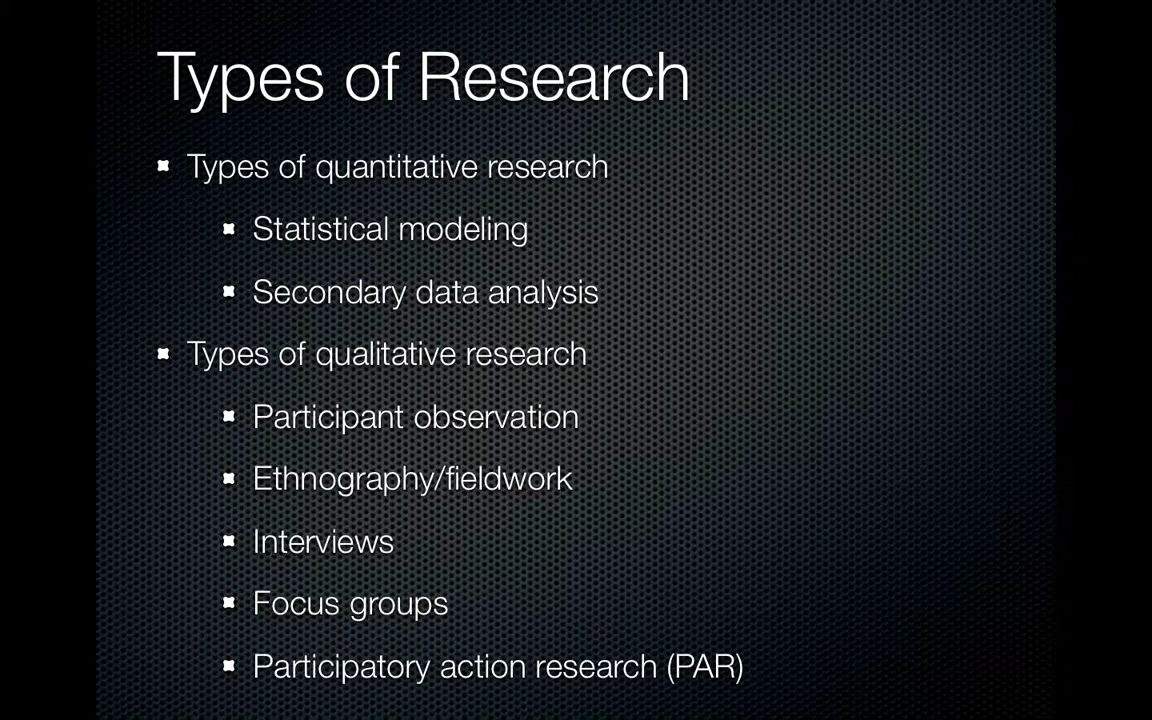 Types of Research
Types of quantitative research
Statistical modeling
Secondary data analysis
Types of qualitative research
Participant observation
Ethnography/fieldwork
Interviews
Focus groups
Participatory action research (PAR)